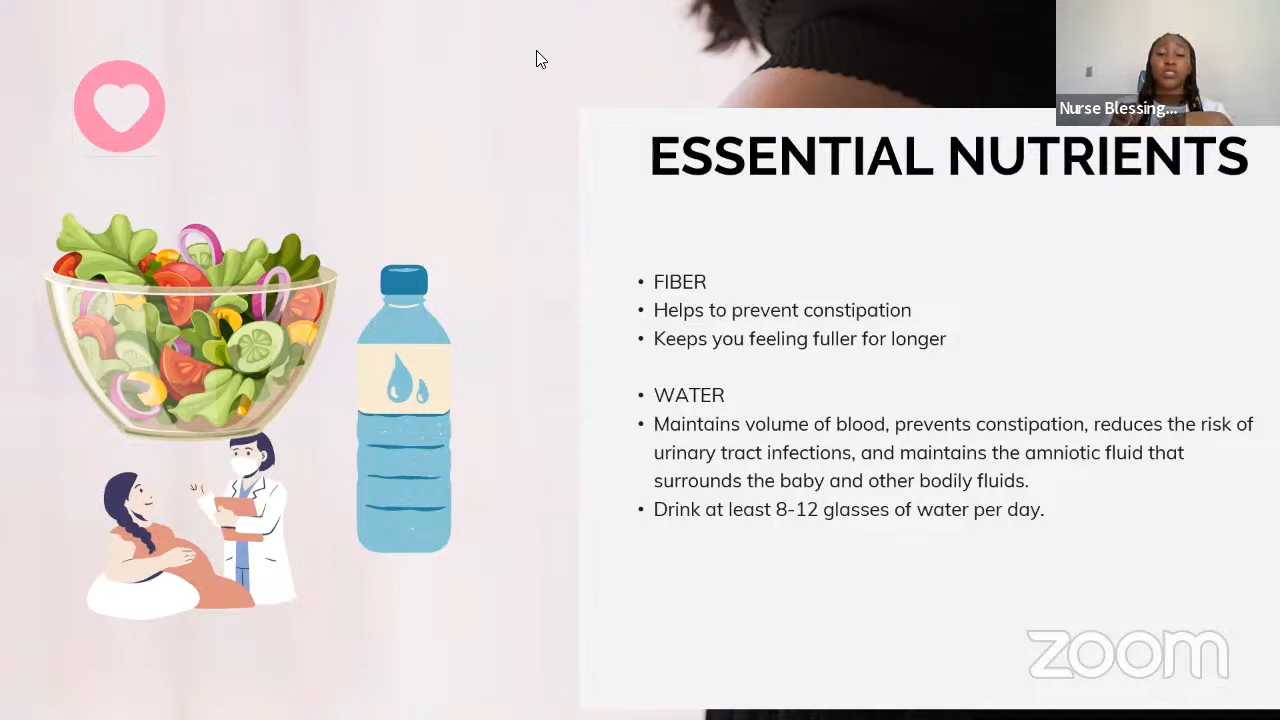 Nurse Blessing...
ESSENTIAL NUTRIENTS
• FIBER
• Helps to prevent constipation
• Keeps you feeling fuller for longer
• WATER
• Maintains volume of blood, prevents constipation, reduces the risk of
urinary tract infections, and maintains the amniotic fluid that
surrounds the baby and other bodily fluids.
• Drink at least 8-12 glasses of water per day.
zoom